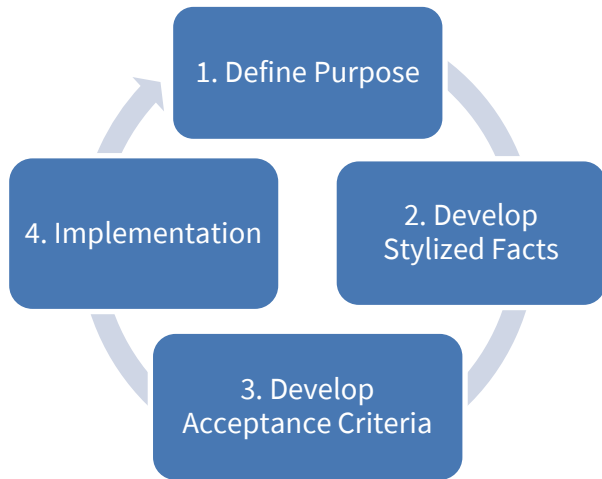 1. Define Purpose
2. Develop
Stylized Facts
3. Develop
Acceptance Criteria
4. Implementation